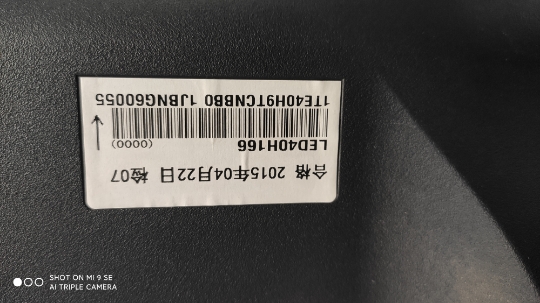 合格 2015年04月22日 检07
LED40H166
(0000)
1TE40H9TCNBB0 1JBNG60055
SHOT ON MI 9 SE
AI TRIPLE CAMERA